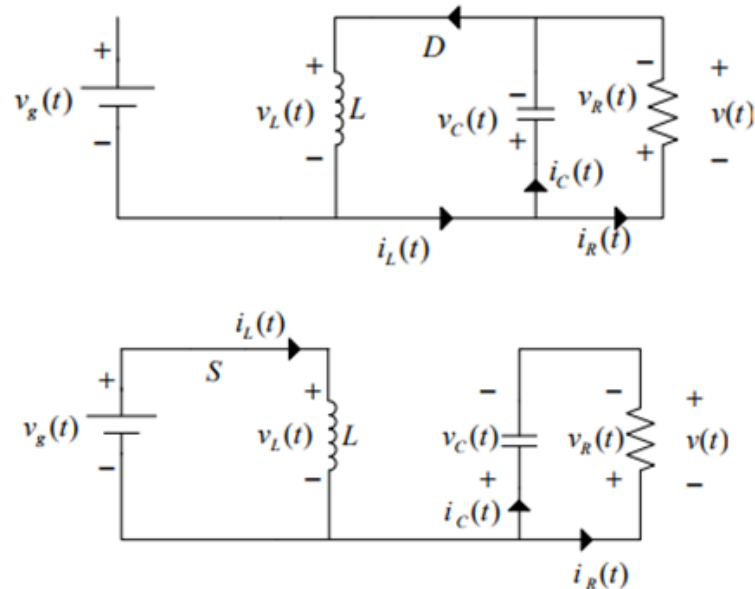 +
D
−
−
+
+
v_g(t)
v_L(t)
L
v_C(t)
v_R(t)
v(t)
−
−
+
+
−
i_C(t)
i_L(t)
i_R(t)
i_L(t)
S
+
+
−
−
+
v_g(t)
v_L(t)
L
v_C(t)
v_R(t)
v(t)
−
−
+
+
−
i_C(t)
i_R(t)